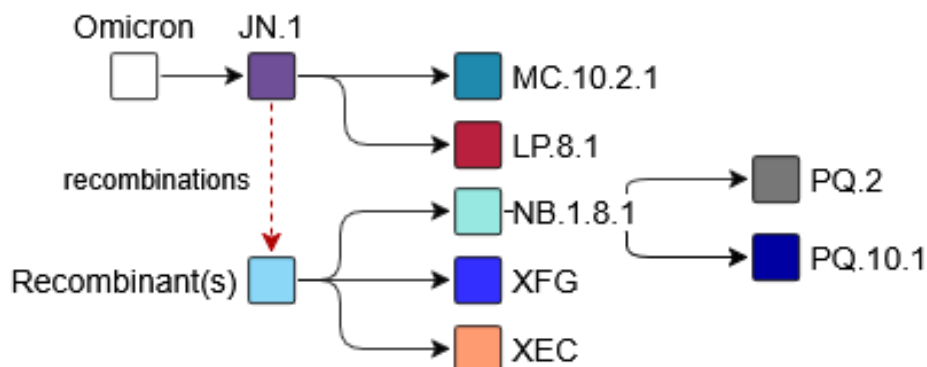 Omicron
JN.1
MC.10.2.1
LP.8.1
recombinations
NB.1.8.1
PQ.2
Recombinant(s)
XFG
PQ.10.1
XEC